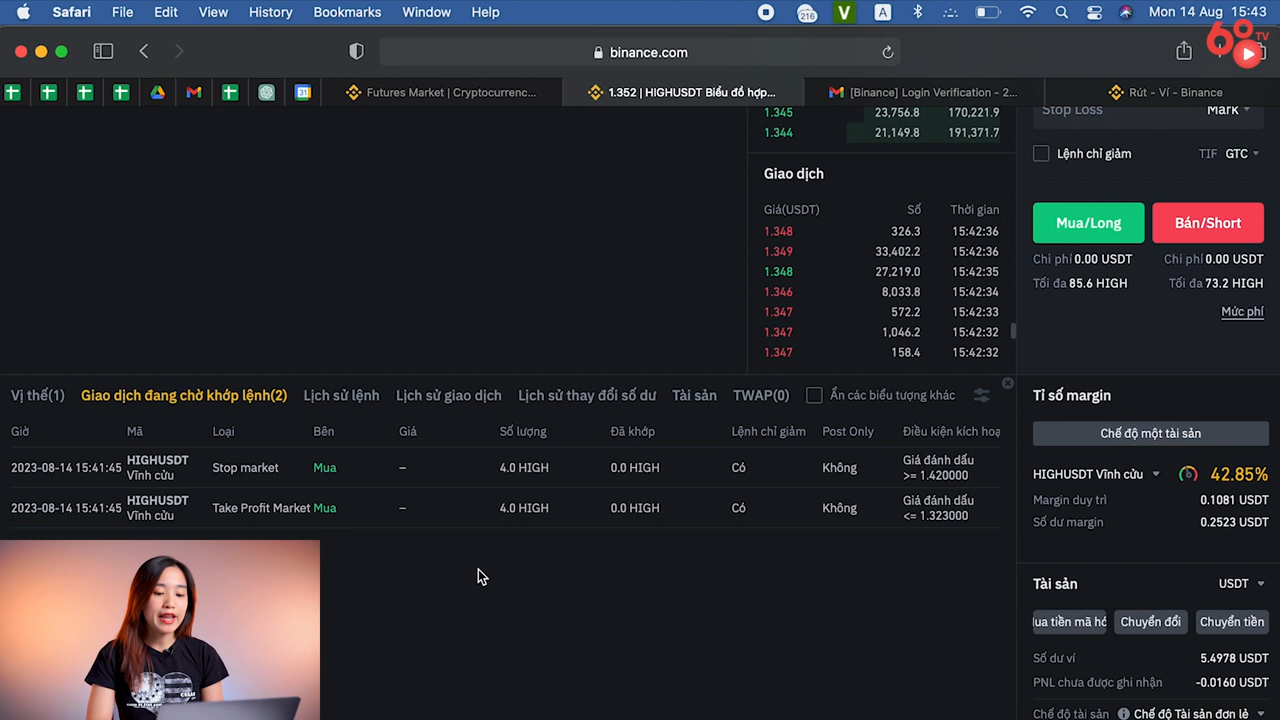 Safari File Edit View History Bookmarks Window Help 216 V A Mon 14 Aug 15:43
68 TV
binance.com
Futures Market | Cryptocurrenc... 1.352 | HIGHUSDT Biểu đồ hợp... [Binance] Login Verification - 2... Rút - Ví - Binance
1.345 23,756.8 170,221.9
1.344 21,149.8 191,371.7
Giao dịch
Giá(USDT) Số Thời gian
1.348 326.3 15:42:36
1.349 33,402.2 15:42:36
1.348 27,219.0 15:42:35
1.346 8,033.8 15:42:34
1.347 572.2 15:42:33
1.347 1,046.2 15:42:32
1.347 158.4 15:42:32
Stop Loss Mark
Lệnh chỉ giảm TIF GTC
Mua/Long Bán/Short
Chi phí 0.00 USDT Chi phí 0.00 USDT
Tối đa 85.6 HIGH Tối đa 73.2 HIGH
Mức phí
Vị thế(1) Giao dịch đang chờ khớp lệnh(2) Lịch sử lệnh Lịch sử giao dịch Lịch sử thay đổi số dư Tài sản TWAP(0) Ẩn các biểu tượng khác
Giờ Mã Loại Bên Giá Số lượng Đã khớp Lệnh chỉ giảm Post Only Điều kiện kích hoạ
2023-08-14 15:41:45 HIGHUSDT Vĩnh cửu Stop market Mua – 4.0 HIGH 0.0 HIGH Có Không Giá đánh dấu >= 1.420000
2023-08-14 15:41:45 HIGHUSDT Vĩnh cửu Take Profit Market Mua – 4.0 HIGH 0.0 HIGH Có Không Giá đánh dấu <= 1.323000
Tỉ số margin
Chế độ một tài sản
HIGHUSDT Vĩnh cửu 42.85%
Margin duy trì 0.1081 USDT
Số dư margin 0.2523 USDT
Tài sản USDT
ua tiền mã hó Chuyển đổi Chuyển tiền
Số dư ví 5.4978 USDT
PNL chưa được ghi nhận -0.0160 USDT
Chế độ tài sản Chế độ Tài sản đơn lẻ